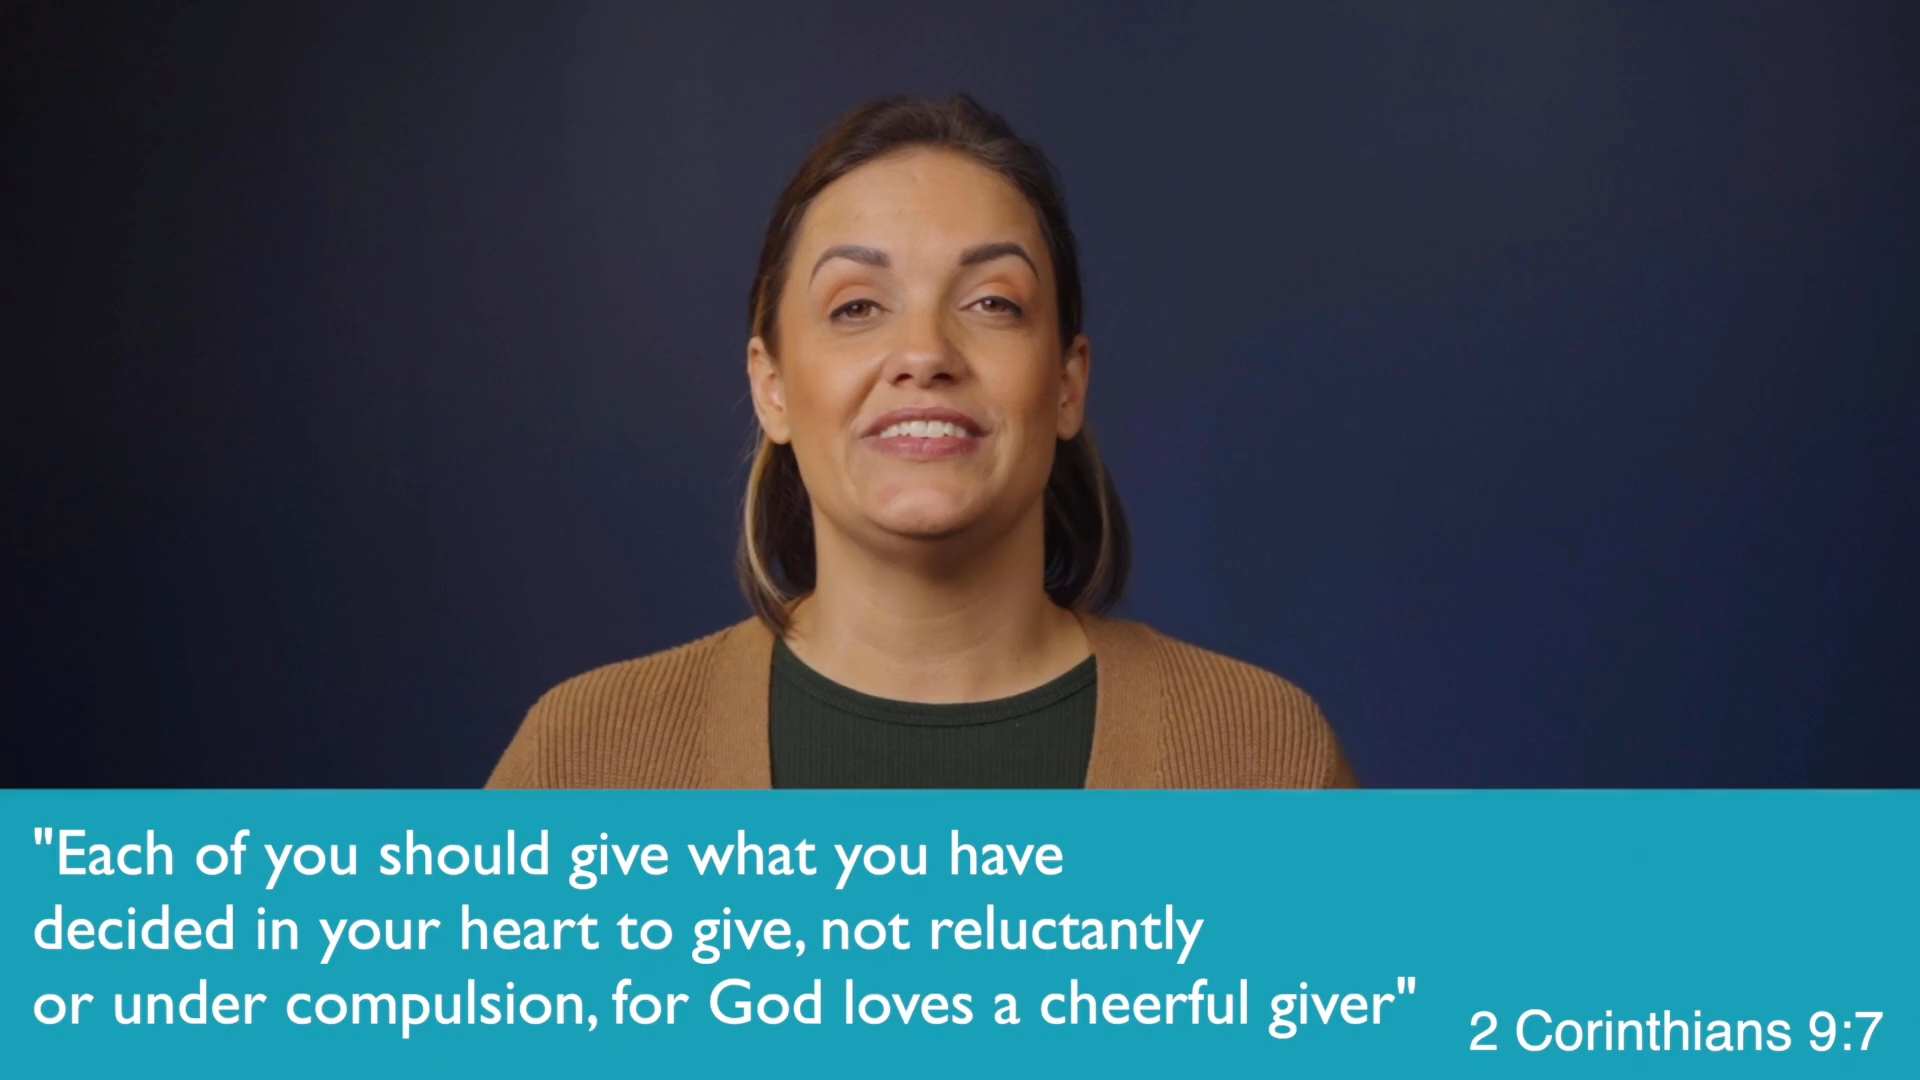 "Each of you should give what you have
decided in your heart to give, not reluctantly
or under compulsion, for God loves a cheerful giver"
2 Corinthians 9:7